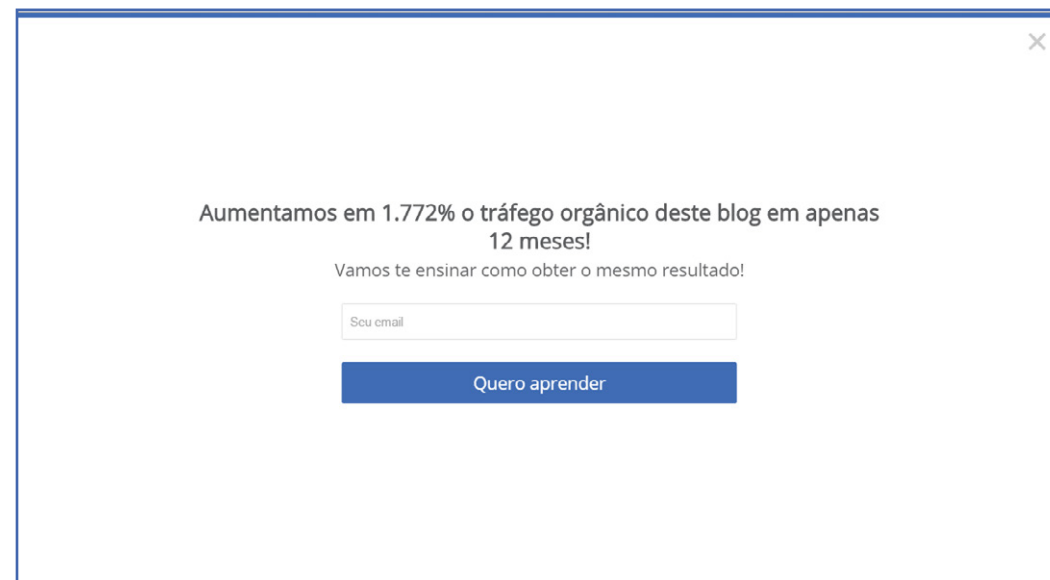 Aumentamos em 1.772% o tráfego orgânico deste blog em apenas
12 meses!
Vamos te ensinar como obter o mesmo resultado!
Seu email
Quero aprender